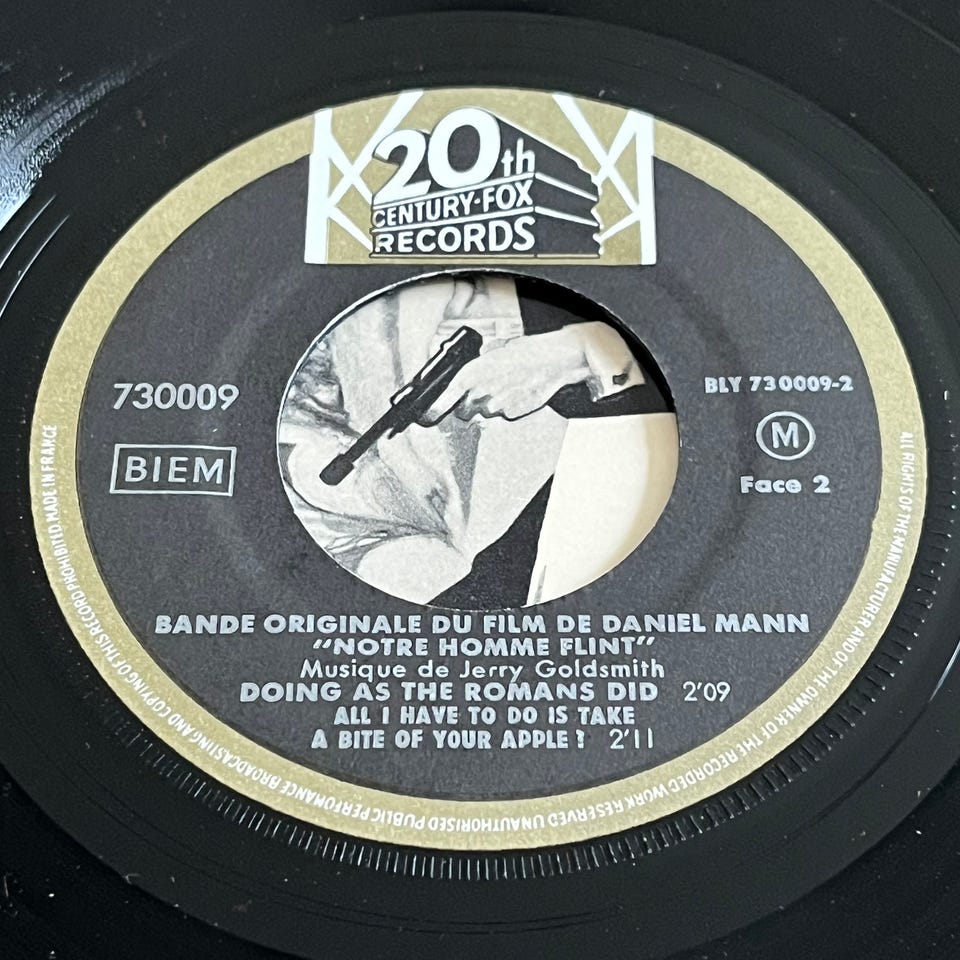 20th
CENTURY-FOX
RECORDS
730009
BIEM
BLY 730009-2
M
Face 2
BANDE ORIGINALE DU FILM DE DANIEL MANN
"NOTRE HOMME FLINT"
Musique de Jerry Goldsmith
DOING AS THE ROMANS DID 2'09
ALL I HAVE TO DO IS TAKE
A BITE OF YOUR APPLE? 2'11
ALL RIGHTS OF THE MANUFACTURER AND OF THE OWNER OF THE RECORDED WORK RESERVED UNAUTHORISED PUBLIC PERFOMANCE BROADCASTING AND COPYING OF THIS RECORD PROHIBITED. MADE IN FRANCE